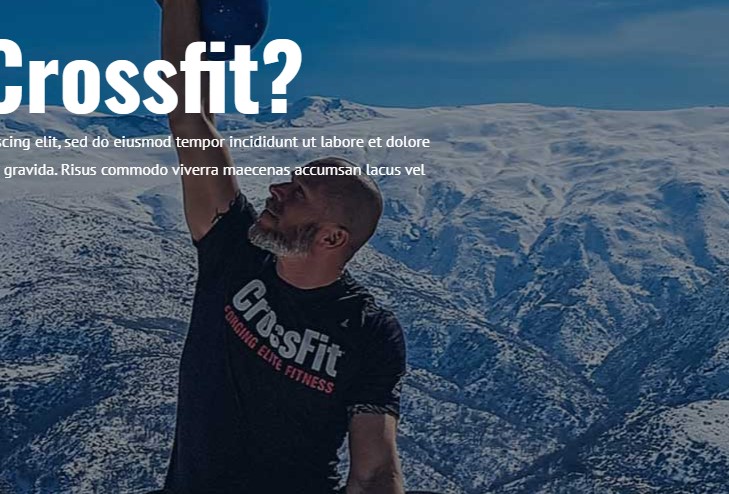 Crossfit?
scing elit, sed do eiusmod tempor incididunt ut labore et dolore
gravida. Risus commodo viverra maecenas accumsan lacus vel
CrossFit
FORGING ELITE FITNESS